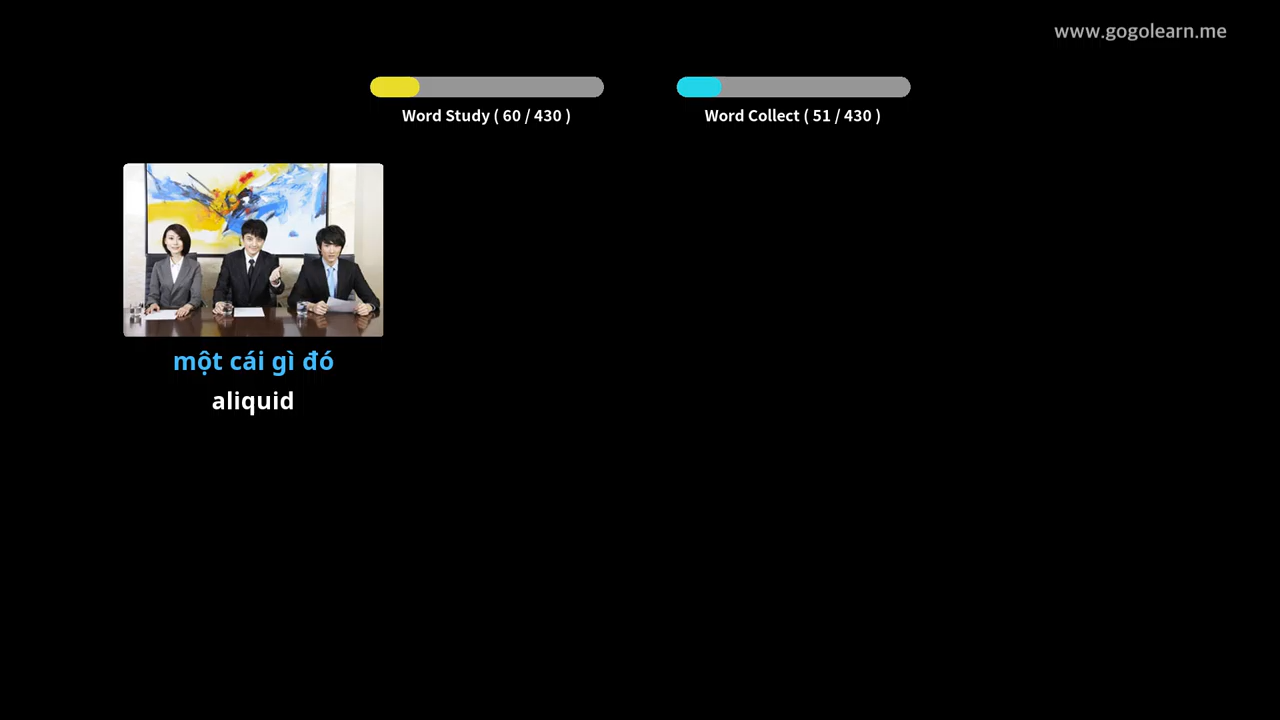 www.gogolearn.me
Word Study ( 60 / 430 )
Word Collect ( 51 / 430 )
một cái gì đó
aliquid